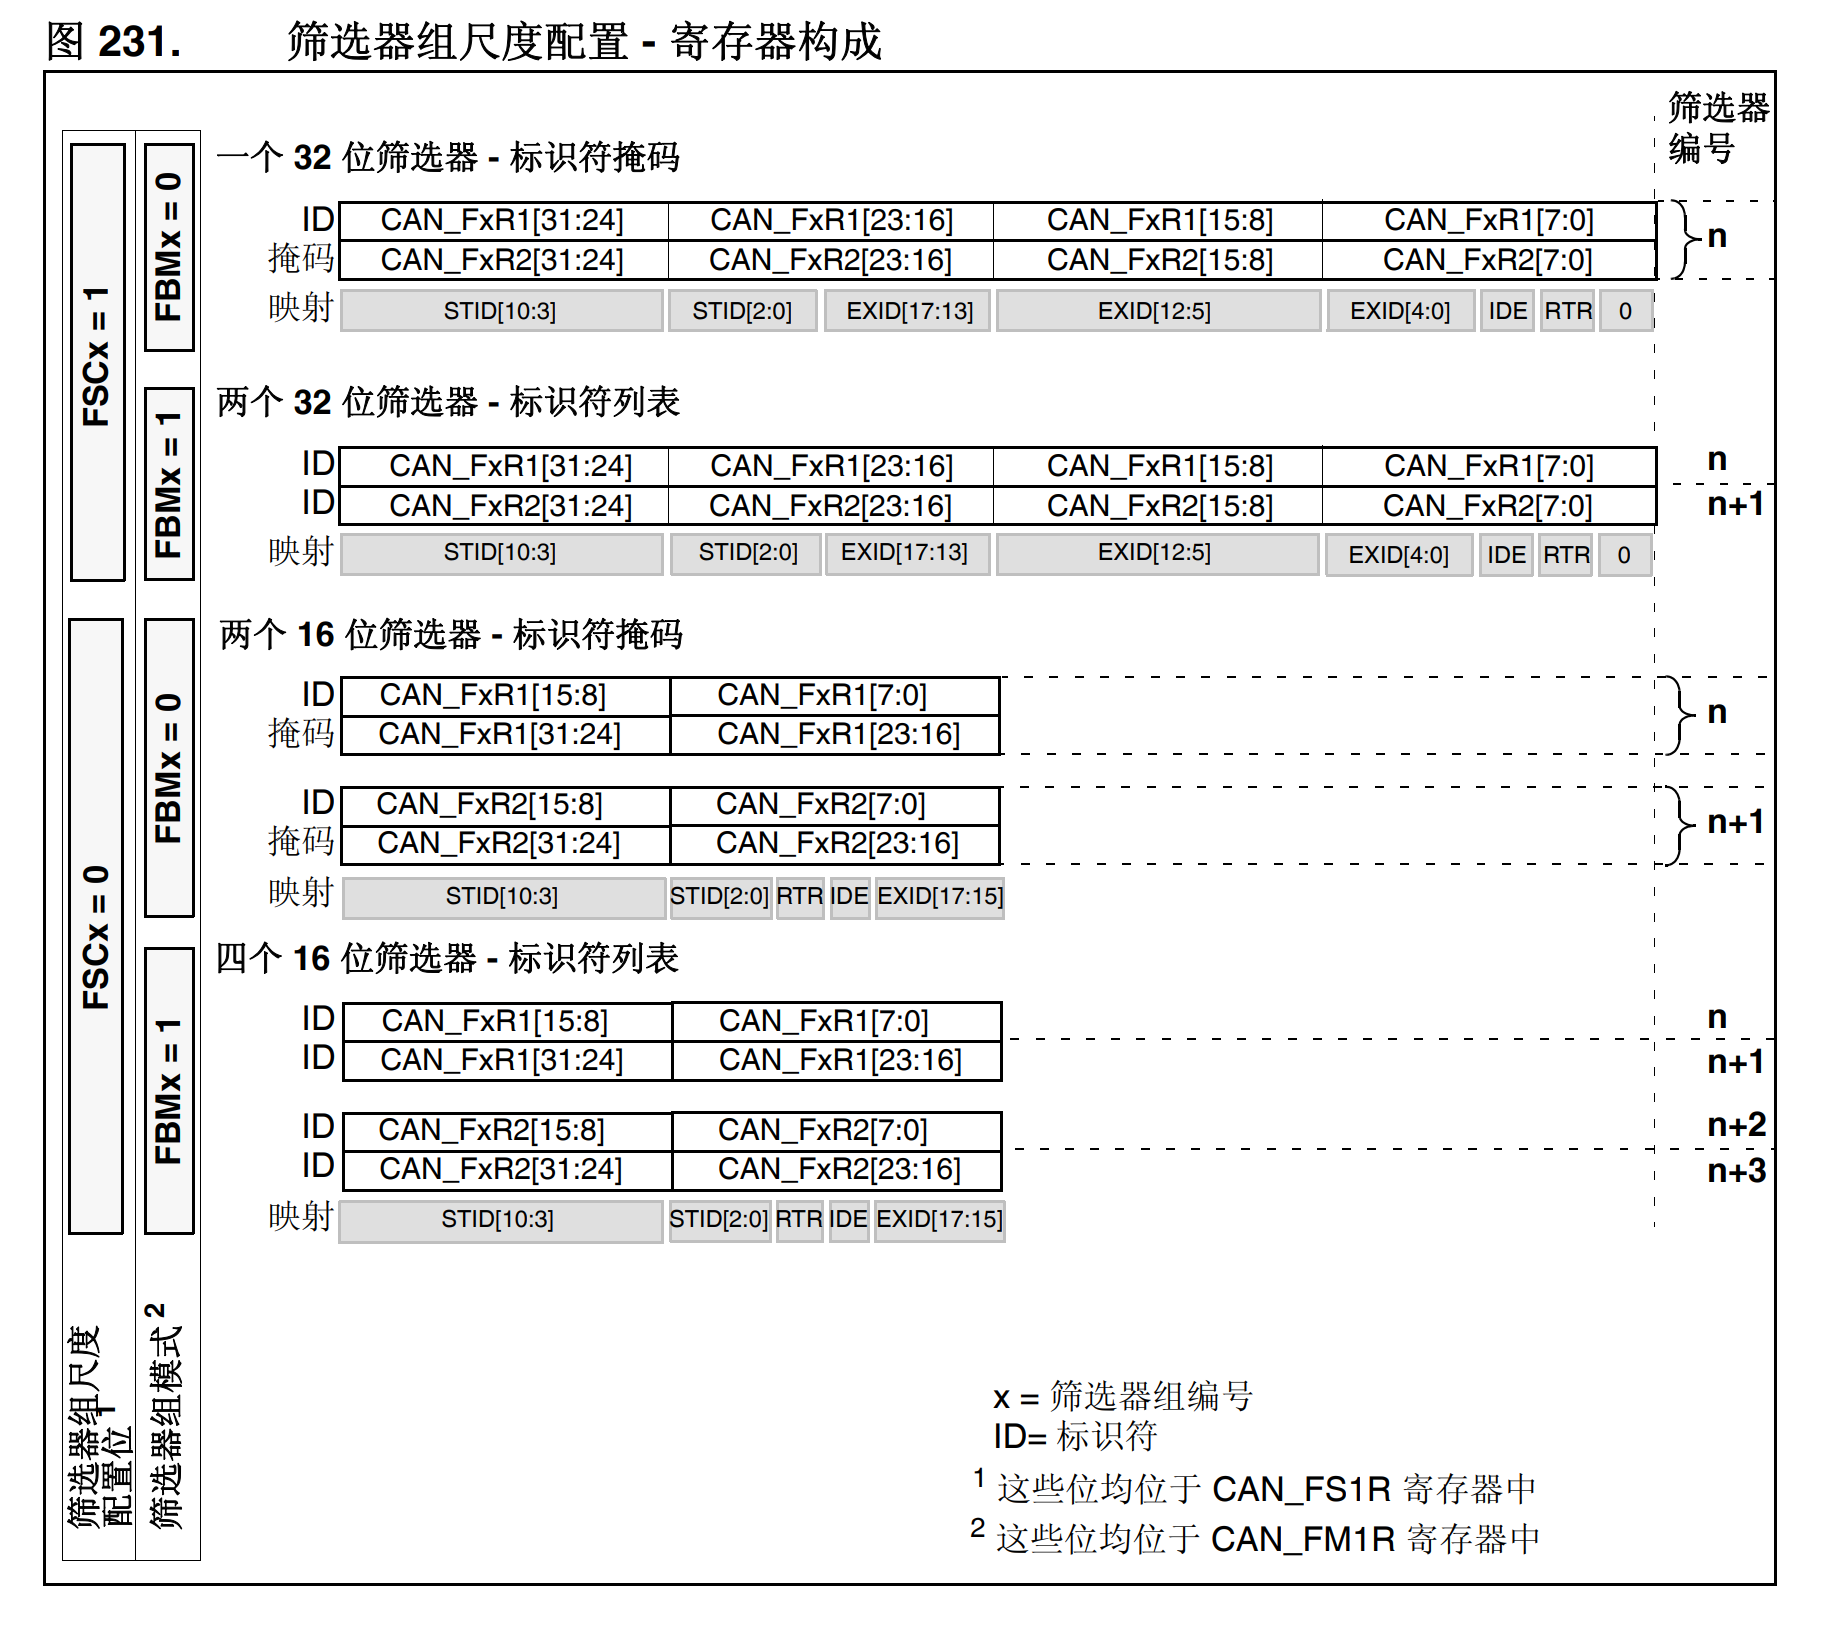 图 231. 筛选器组尺度配置 - 寄存器构成
筛选器
编号
FSCx = 1
FBMx = 0
一个 32 位筛选器 - 标识符掩码
ID CAN_FxR1[31:24] CAN_FxR1[23:16] CAN_FxR1[15:8] CAN_FxR1[7:0]
掩码 CAN_FxR2[31:24] CAN_FxR2[23:16] CAN_FxR2[15:8] CAN_FxR2[7:0]
n
映射 STID[10:3] STID[2:0] EXID[17:13] EXID[12:5] EXID[4:0] IDE RTR 0
FBMx = 1
两个 32 位筛选器 - 标识符列表
ID CAN_FxR1[31:24] CAN_FxR1[23:16] CAN_FxR1[15:8] CAN_FxR1[7:0] n
ID CAN_FxR2[31:24] CAN_FxR2[23:16] CAN_FxR2[15:8] CAN_FxR2[7:0] n+1
映射 STID[10:3] STID[2:0] EXID[17:13] EXID[12:5] EXID[4:0] IDE RTR 0
FSCx = 0
FBMx = 0
两个 16 位筛选器 - 标识符掩码
ID CAN_FxR1[15:8] CAN_FxR1[7:0]
掩码 CAN_FxR1[31:24] CAN_FxR1[23:16]
n
ID CAN_FxR2[15:8] CAN_FxR2[7:0]
掩码 CAN_FxR2[31:24] CAN_FxR2[23:16]
n+1
映射 STID[10:3] STID[2:0] RTR IDE EXID[17:15]
FBMx = 1
四个 16 位筛选器 - 标识符列表
ID CAN_FxR1[15:8] CAN_FxR1[7:0] n
ID CAN_FxR1[31:24] CAN_FxR1[23:16] n+1
ID CAN_FxR2[15:8] CAN_FxR2[7:0] n+2
ID CAN_FxR2[31:24] CAN_FxR2[23:16] n+3
映射 STID[10:3] STID[2:0] RTR IDE EXID[17:15]
筛选器组尺度
配置位 1
筛选器组模式 2
x = 筛选器组编号
ID= 标识符
1 这些位均位于 CAN_FS1R 寄存器中
2 这些位均位于 CAN_FM1R 寄存器中